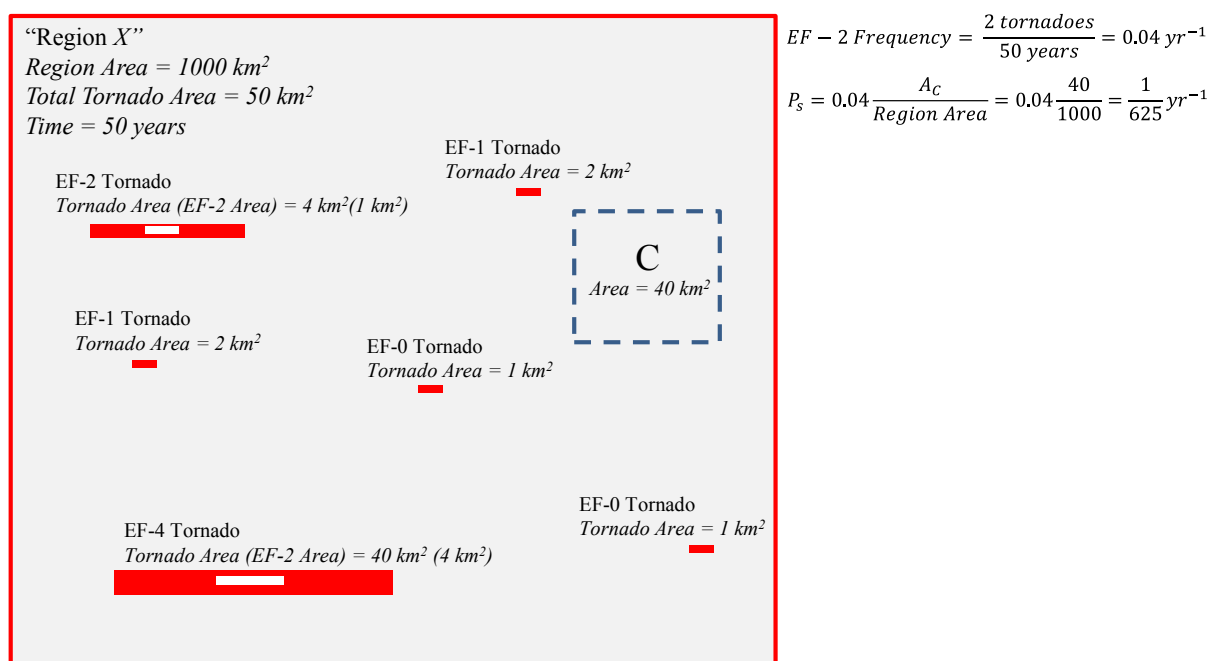 “Region X”
Region Area = 1000 km²
Total Tornado Area = 50 km²
Time = 50 years
EF-1 Tornado
Tornado Area = 2 km²
EF-2 Tornado
Tornado Area (EF-2 Area) = 4 km²(1 km²)
C
Area = 40 km²
EF-1 Tornado
Tornado Area = 2 km²
EF-0 Tornado
Tornado Area = 1 km²
EF-0 Tornado
Tornado Area = 1 km²
EF-4 Tornado
Tornado Area (EF-2 Area) = 40 km² (4 km²)
EF − 2 Frequency = 2 tornadoes / 50 years = 0.04 yr⁻¹
Pₛ = 0.04 A_C / Region Area = 0.04 40 / 1000 = 1 / 625 yr⁻¹